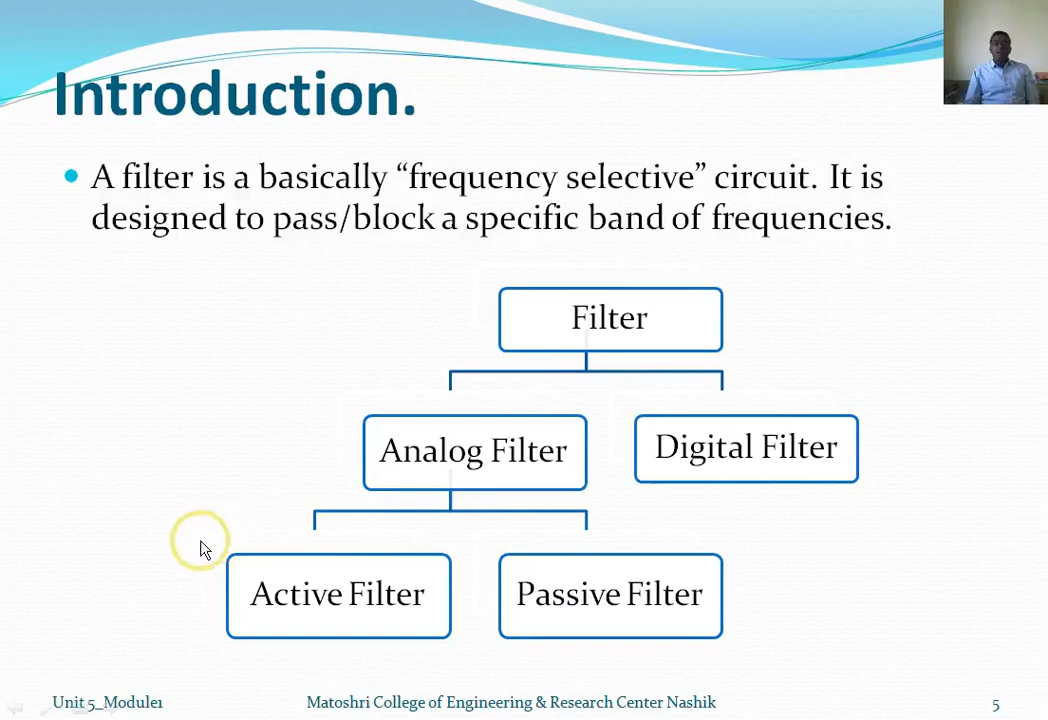 Introduction.
• A filter is a basically “frequency selective” circuit. It is
designed to pass/block a specific band of frequencies.
Filter
Analog Filter
Digital Filter
Active Filter
Passive Filter
Unit 5_Module1
Matoshri College of Engineering & Research Center Nashik
5